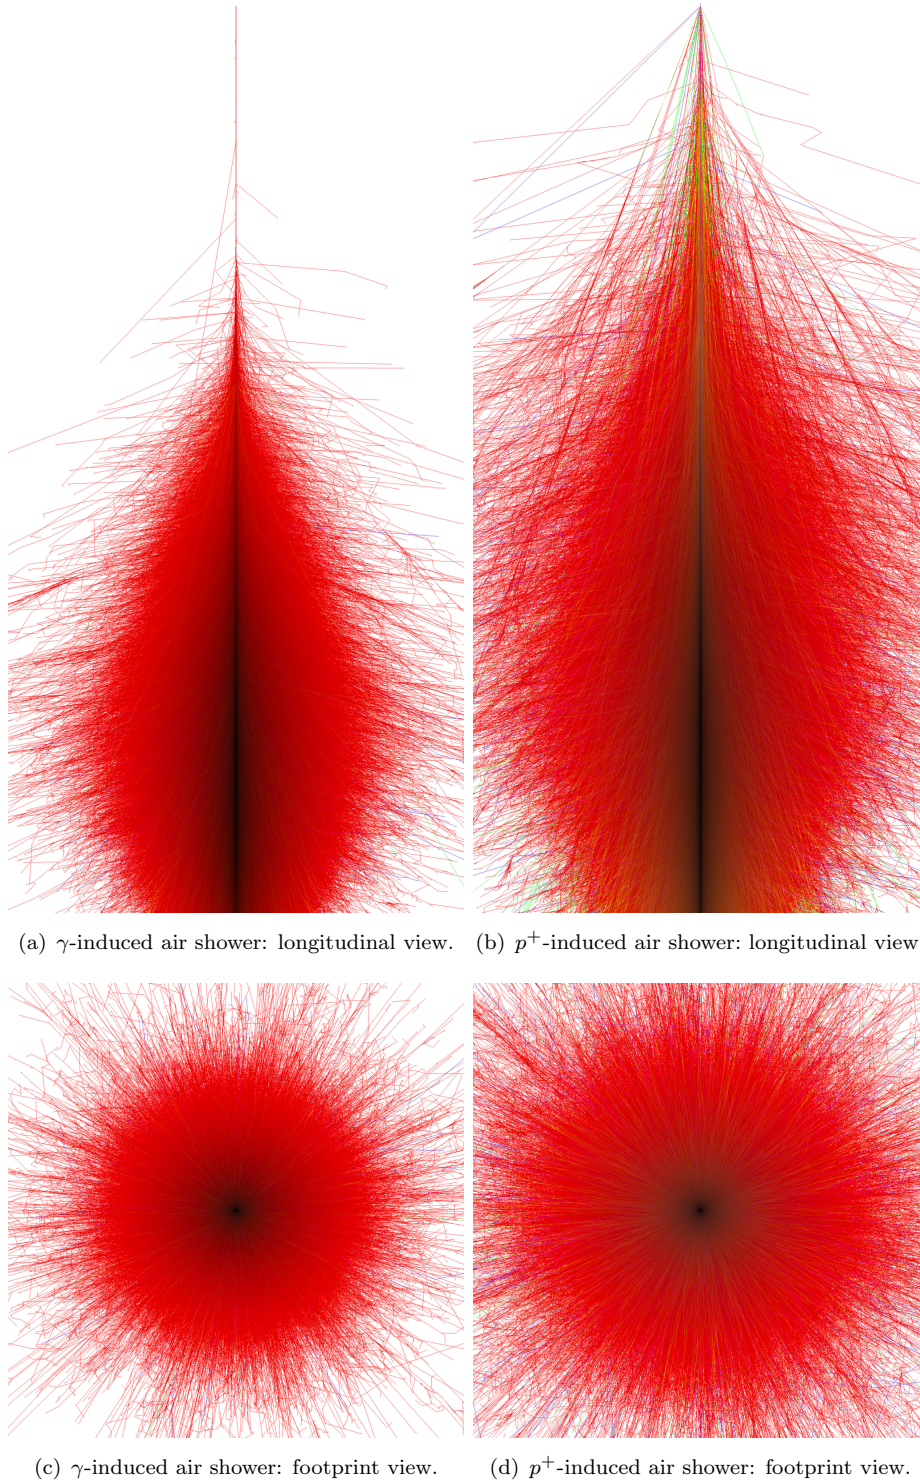 (a) γ-induced air shower: longitudinal view.
(b) p⁺-induced air shower: longitudinal view
(c) γ-induced air shower: footprint view.
(d) p⁺-induced air shower: footprint view.